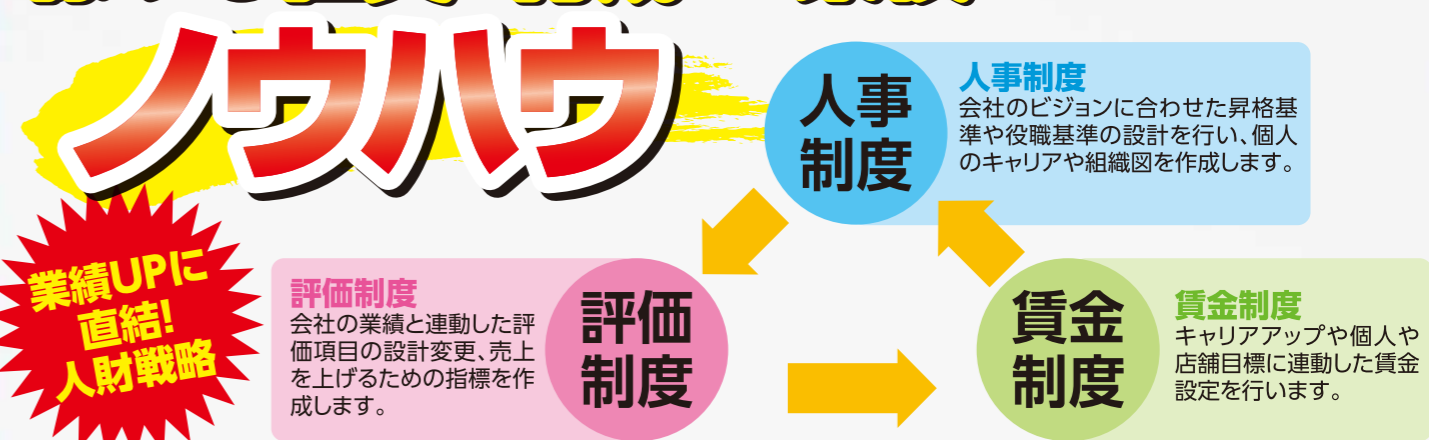 ノウハウ
人事
制度
人事制度
会社のビジョンに合わせた昇格基
準や役職基準の設計を行い、個人
のキャリアや組織図を作成します。
業績UPに
直結!
人財戦略
評価制度
会社の業績と連動した評
価項目の設計変更、売上
を上げるための指標を作
成します。
評価
制度
賃金
制度
賃金制度
キャリアアップや個人や
店舗目標に連動した賃金
設定を行います。